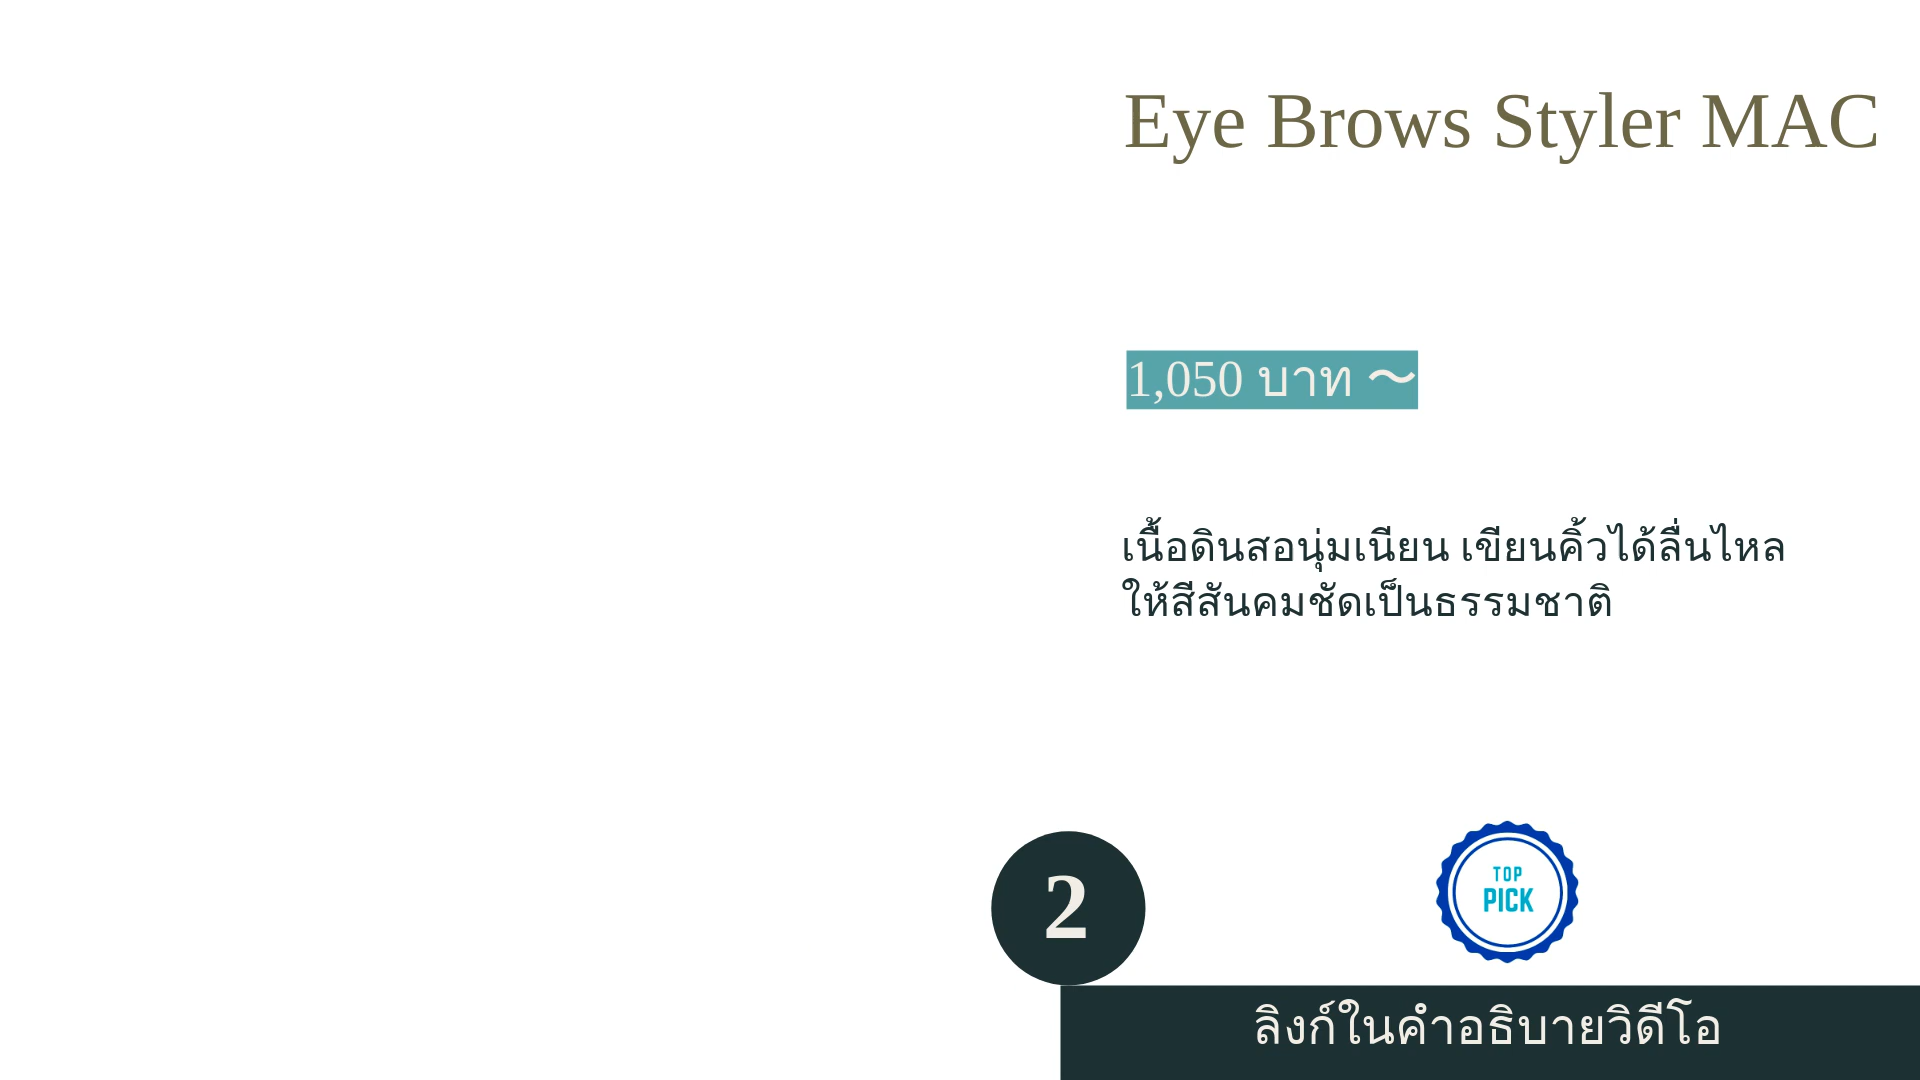 Eye Brows Styler MAC
1,050 บาท 〜
เนื้อดินสอนุ่มเนียน เขียนคิ้วได้ลื่นไหล
ให้สีสันคมชัดเป็นธรรมชาติ
2
TOP
PICK
ลิงก์ในคำอธิบายวิดีโอ